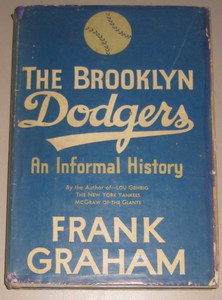 THE BROOKLYN
Dodgers
An Informal History
By the Author of - LOU GEHRIG
THE NEW YORK YANKEES
McGRAW OF THE GIANTS
FRANK
GRAHAM